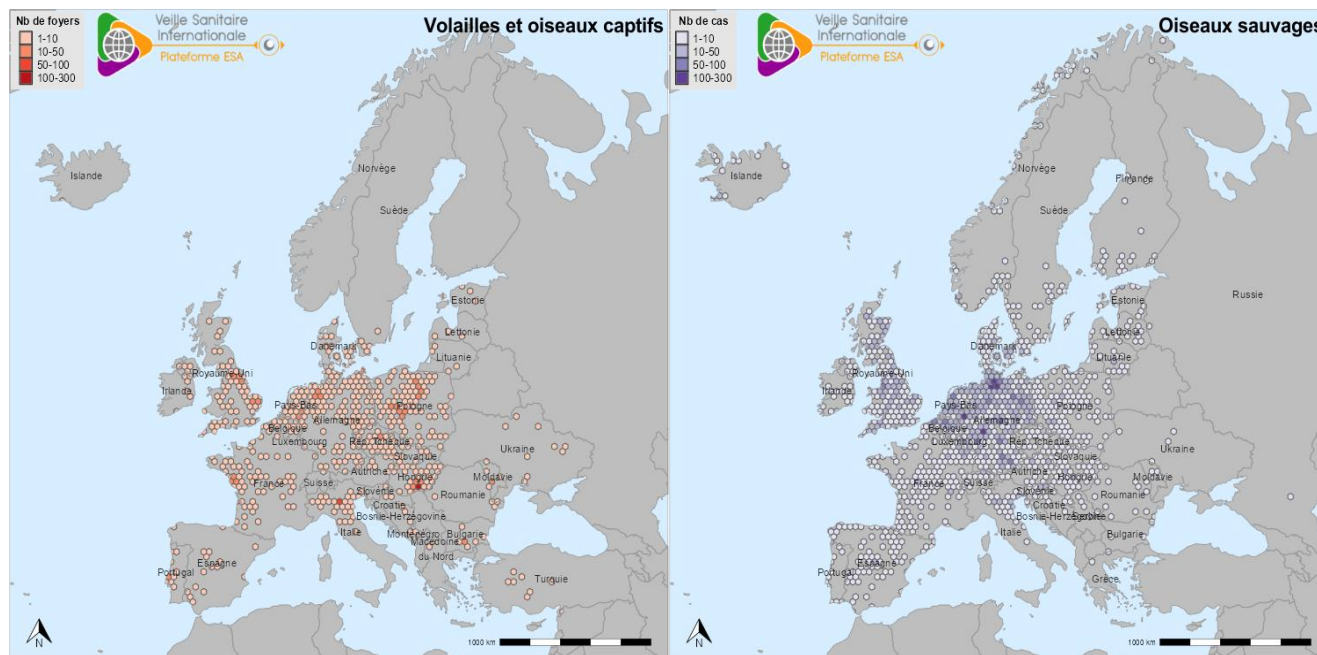 Nb de foyers
1-10
10-50
50-100
100-300
Veille Sanitaire
Internationale
Plateforme ESA
Volailles et oiseaux captifs
Islande
Norvège
Suède
Estonie
Lettonie
Danemark
Lituanie
Royaume-Uni
Irlande
Pays-Bas
Pologne
Allemagne
Belgique
Luxembourg
Rép. Tchèque
Ukraine
Slovaquie
Autriche
Hongrie
Moldavie
France
Suisse
Slovénie
Roumanie
Croatie
Bosnie-Herzégovine
Italie
Monténégro
Bulgarie
Macédoine
du Nord
Espagne
Portugal
Turquie
N
1000 km
Nb de cas
1-10
10-50
50-100
100-300
Veille Sanitaire
Internationale
Plateforme ESA
Oiseaux sauvages
Islande
Norvège
Finlande
Suède
Russie
Estonie
Lettonie
Danemark
Lituanie
Royaume-Uni
Irlande
Pays-Bas
Pologne
Allemagne
Belgique
Luxembourg
Rép. Tchèque
Ukraine
Slovaquie
Autriche
Hongrie
Moldavie
France
Suisse
Slovénie
Roumanie
Croatie
Bosnie-Herzégovine
Serbie
Italie
Bulgarie
Espagne
Portugal
Grèce
N
1000 km